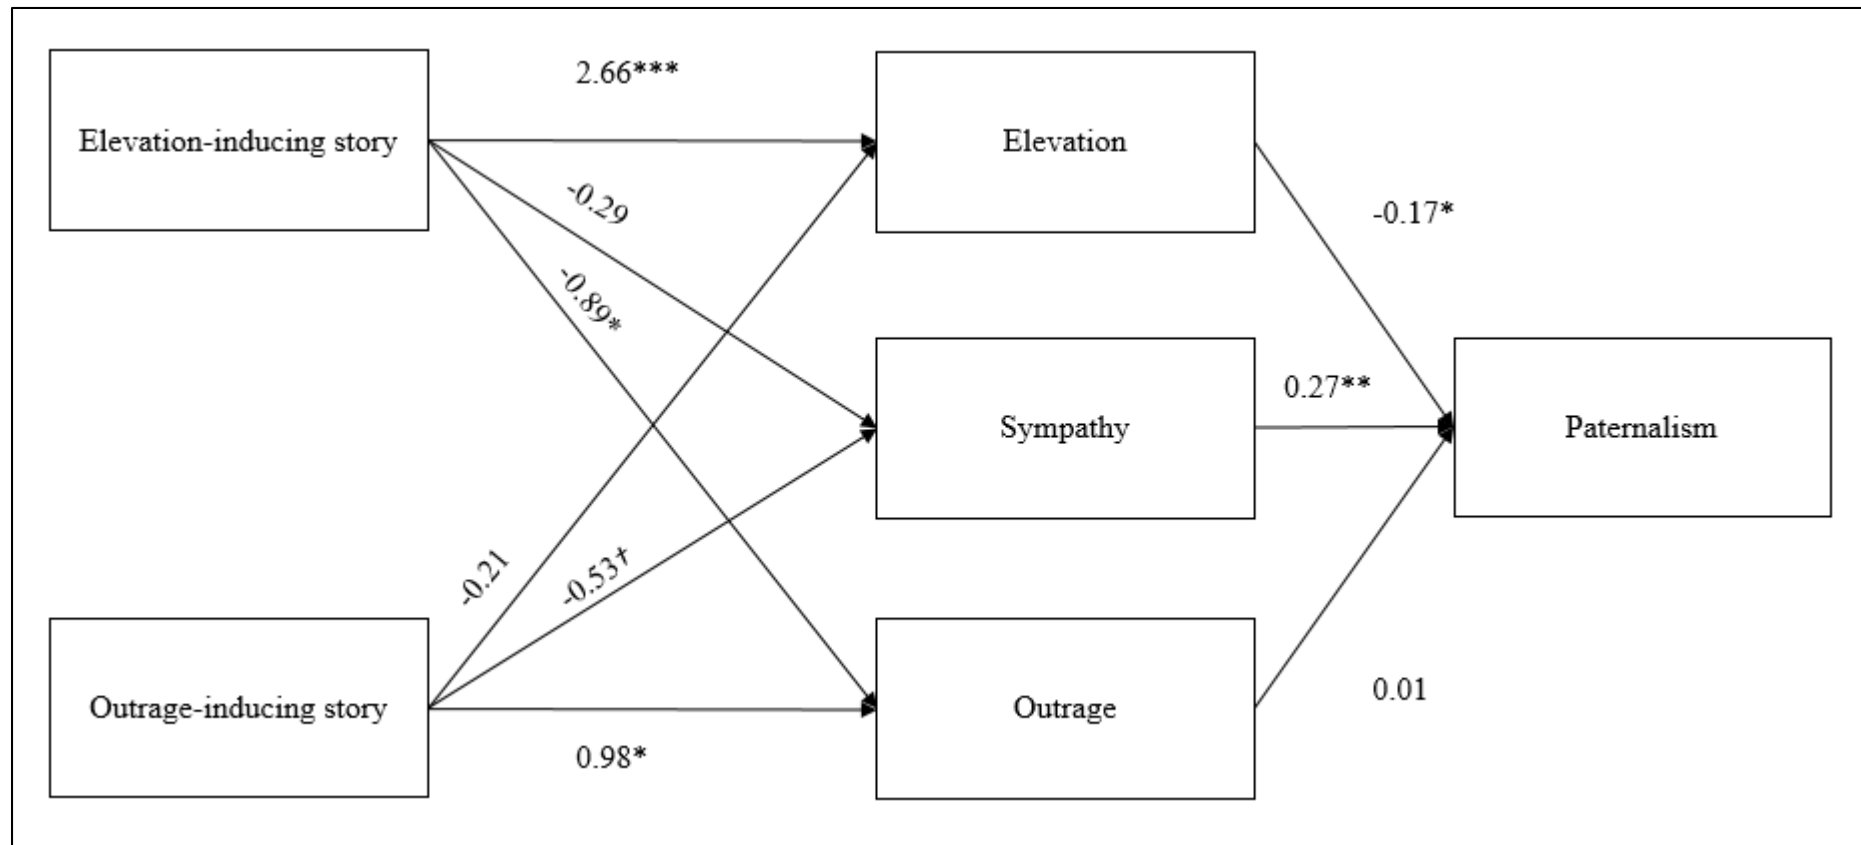 2.66***
Elevation-inducing story
Elevation
-0.29
-0.17*
-0.89*
0.27**
Sympathy
Paternalism
-0.21
-0.53†
Outrage-inducing story
Outrage
0.01
0.98*